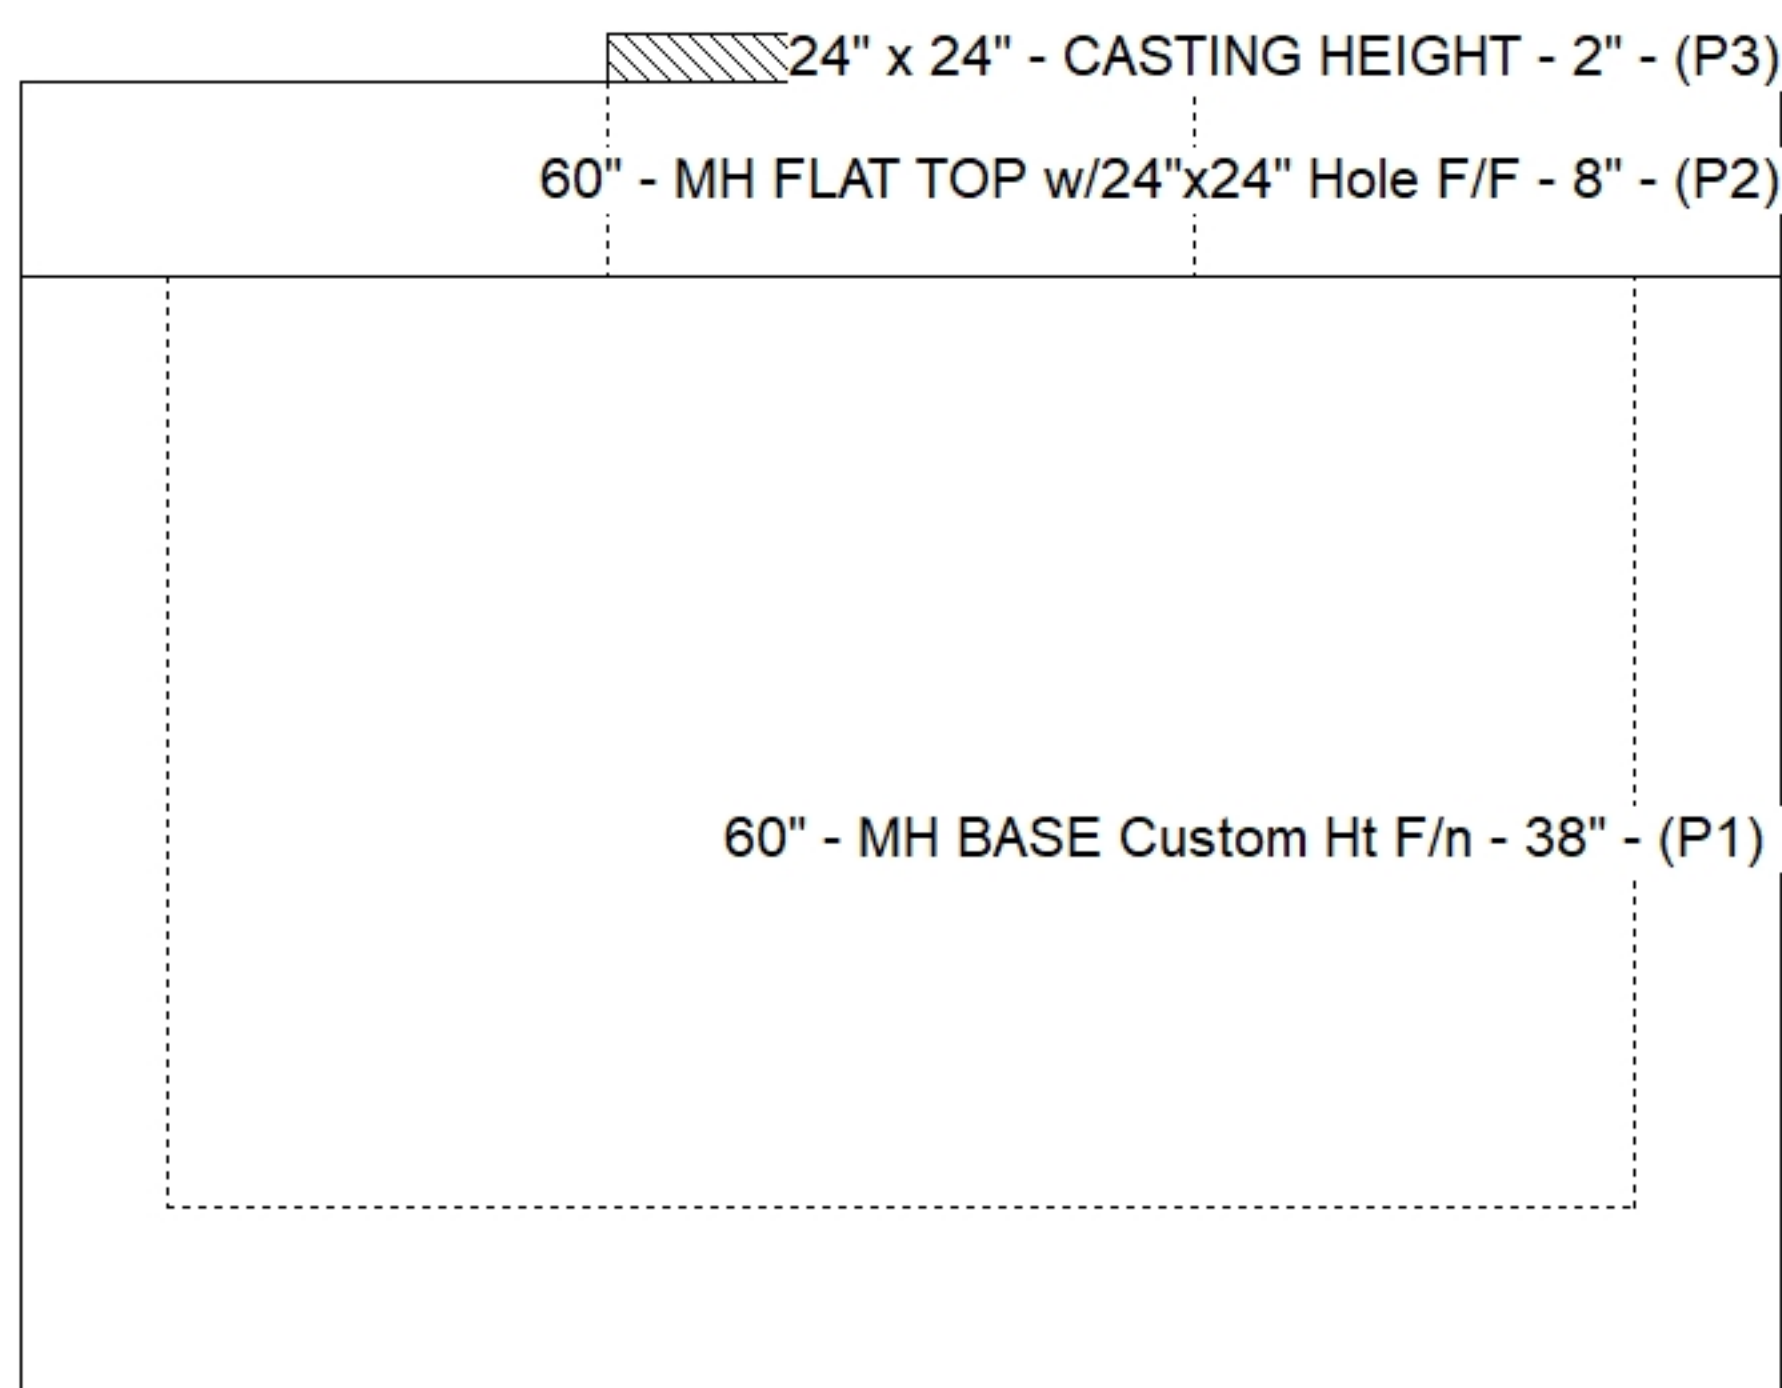 24" x 24" - CASTING HEIGHT - 2" - (P3)
60" - MH FLAT TOP w/24"x24" Hole F/F - 8" - (P2)
60" - MH BASE Custom Ht F/n - 38" - (P1)